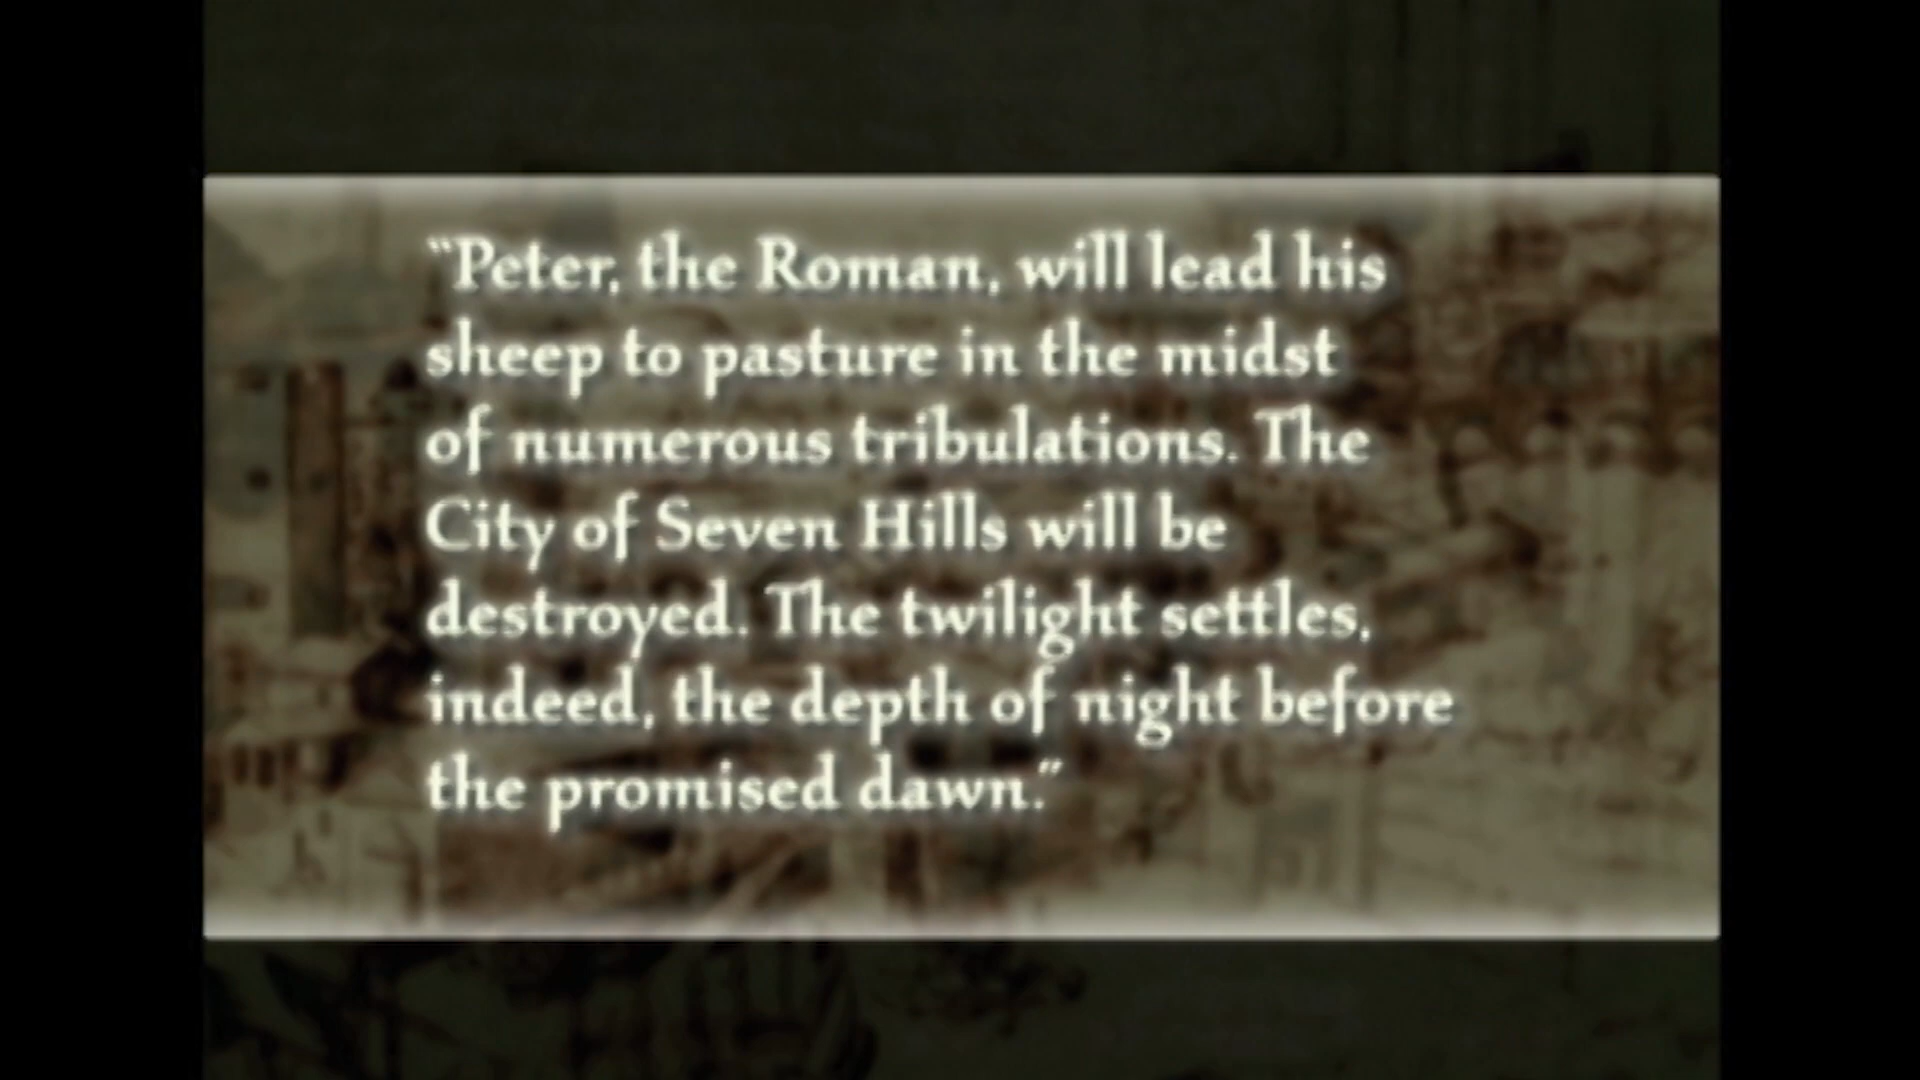 “Peter, the Roman, will lead his
sheep to pasture in the midst
of numerous tribulations. The
City of Seven Hills will be
destroyed. The twilight settles,
indeed, the depth of night before
the promised dawn.”